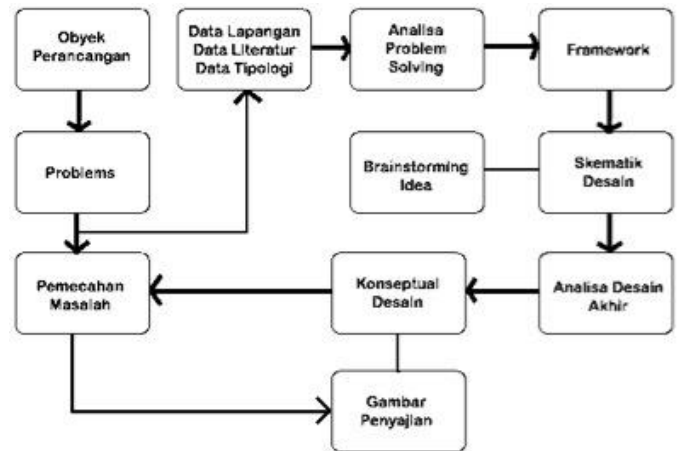 Obyek
Perancangan
Data Lapangan
Data Literatur
Data Tipologi
Analisa
Problem
Solving
Framework
Problems
Brainstorming
Idea
Skematik
Desain
Pemecahan
Masalah
Konseptual
Desain
Analisa Desain
Akhir
Gambar
Penyajian